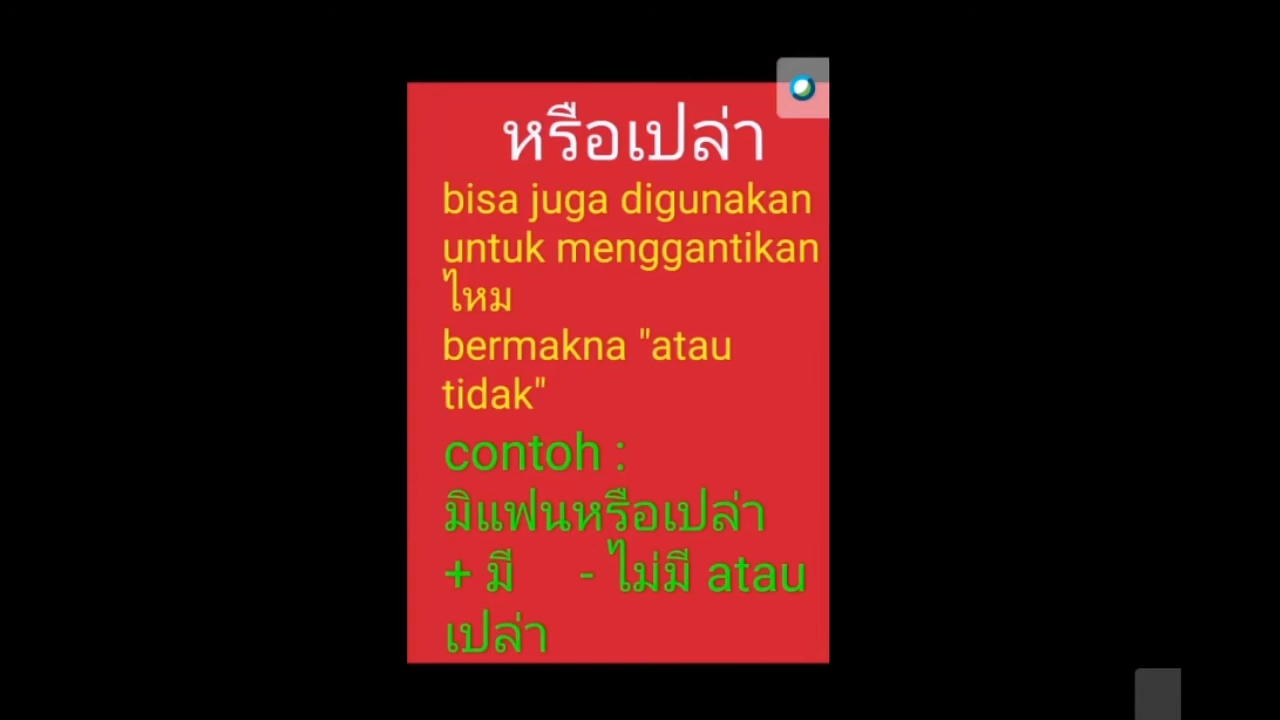 หรือเปล่า
bisa juga digunakan
untuk menggantikan
ไหม
bermakna "atau
tidak"
contoh :
มิแฟนหรือเปล่า
+ มี - ไม่มี atau
เปล่า